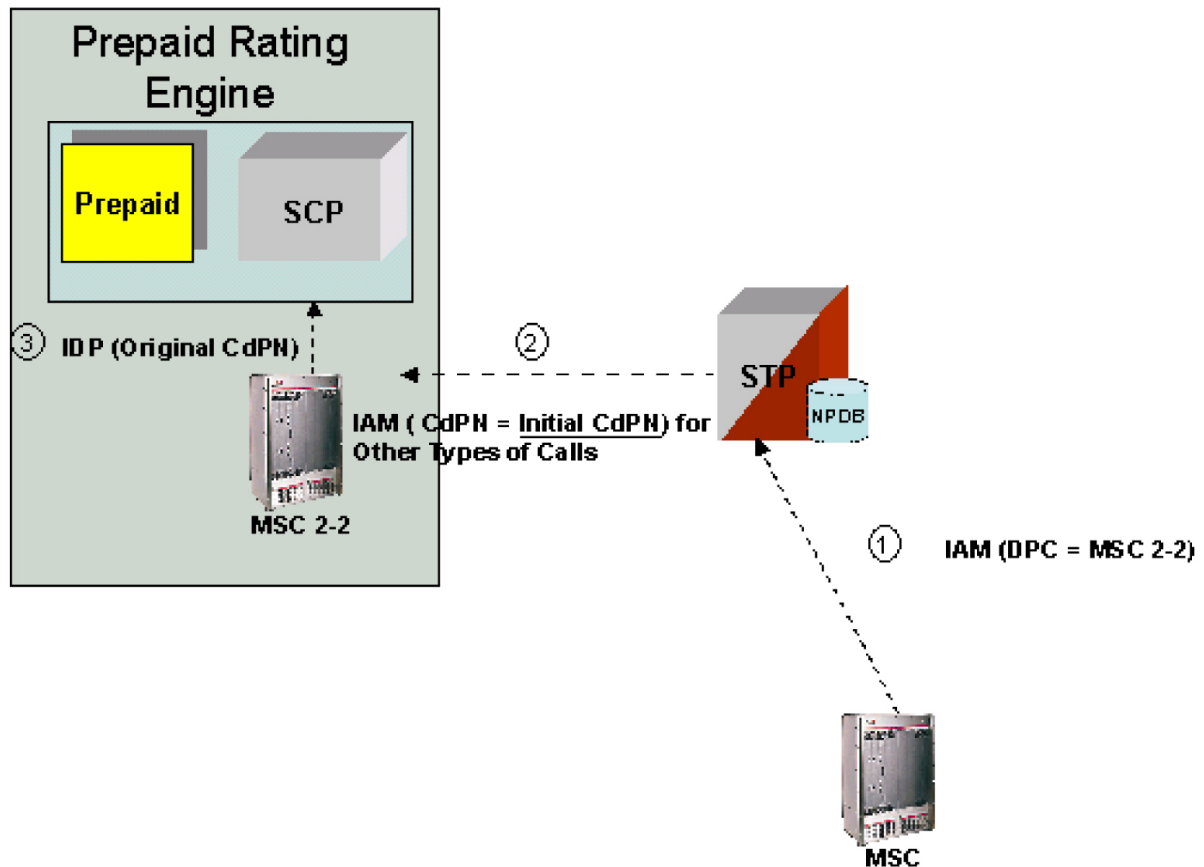 Prepaid Rating
Engine
Prepaid
SCP
3 IDP (Original CdPN)
2
STP
NPDB
IAM ( CdPN = Initial CdPN) for
Other Types of Calls
MSC 2-2
1 IAM (DPC = MSC 2-2)
MSC